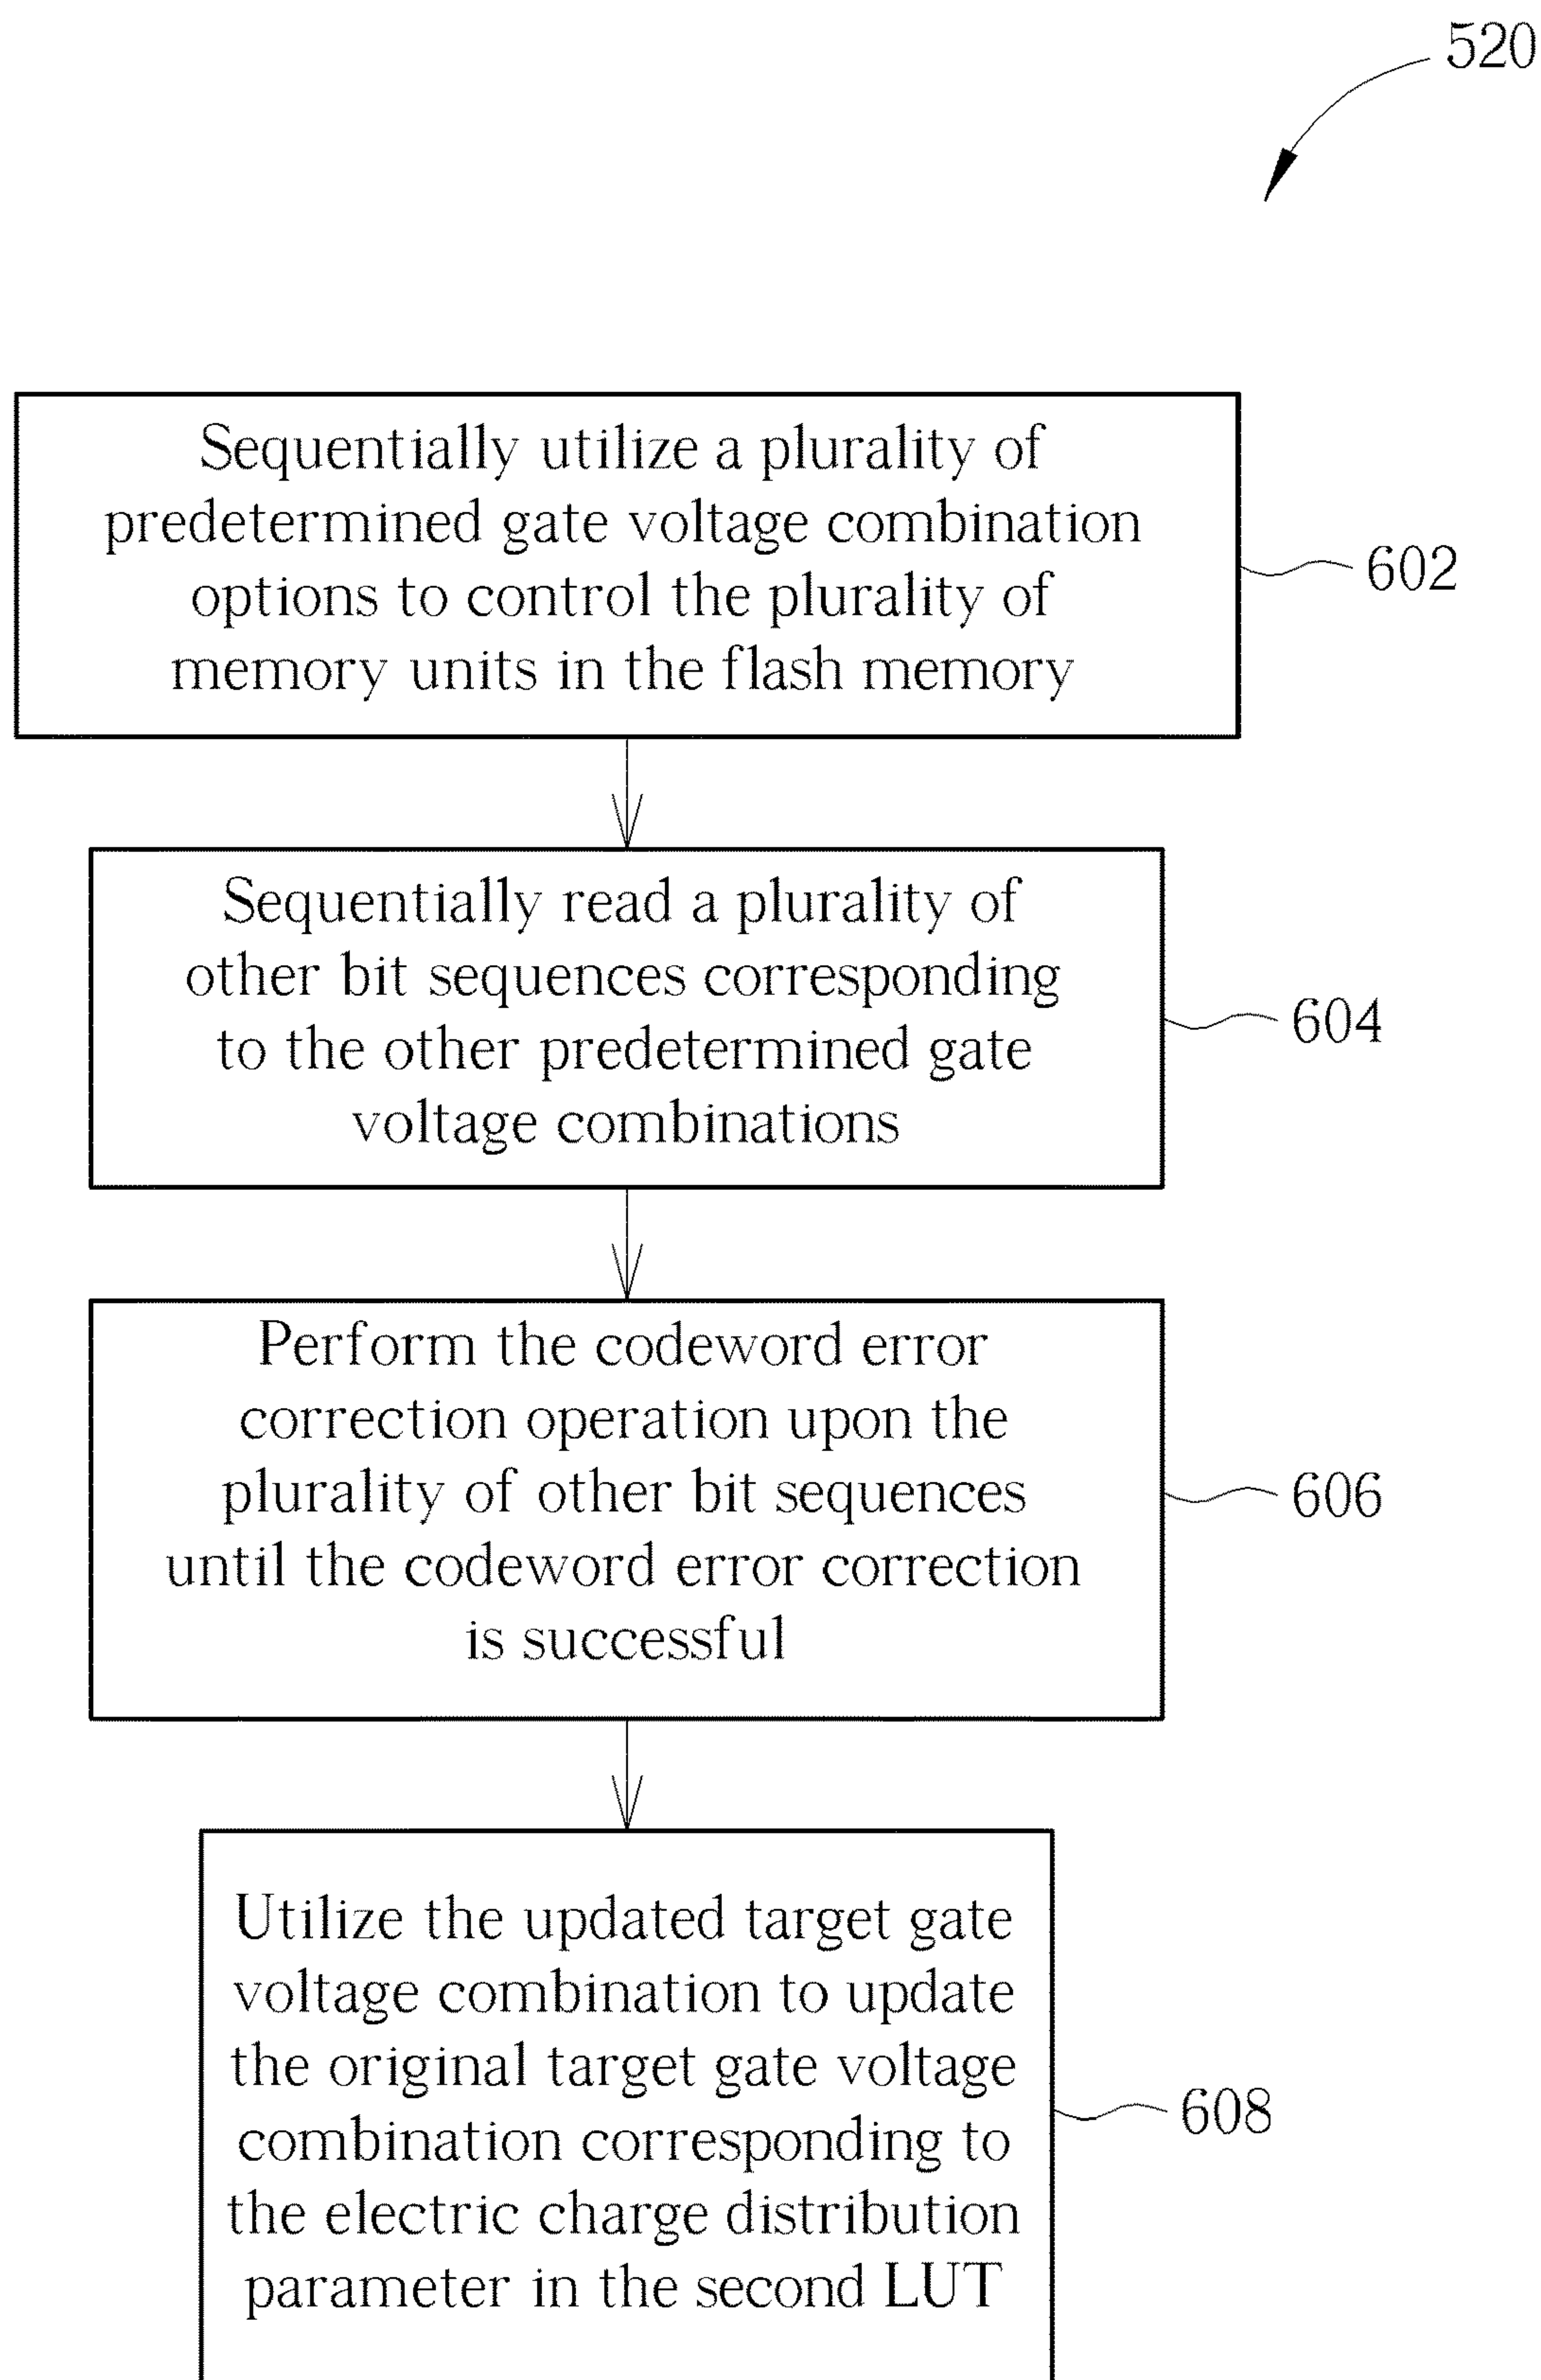 520
Sequentially utilize a plurality of
predetermined gate voltage combination
options to control the plurality of
memory units in the flash memory
602
Sequentially read a plurality of
other bit sequences corresponding
to the other predetermined gate
voltage combinations
604
Perform the codeword error
correction operation upon the
plurality of other bit sequences
until the codeword error correction
is successful
606
Utilize the updated target gate
voltage combination to update
the original target gate voltage
combination corresponding to
the electric charge distribution
parameter in the second LUT
608